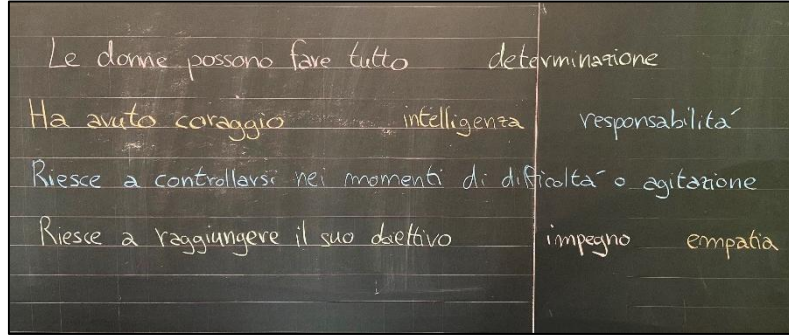 Le donne possono fare tutto determinazione
Ha avuto coraggio intelligenza responsabilità
Riesce a controllarsi nei momenti di difficoltà o agitazione
Riesce a raggiungere il suo obiettivo impegno empatia